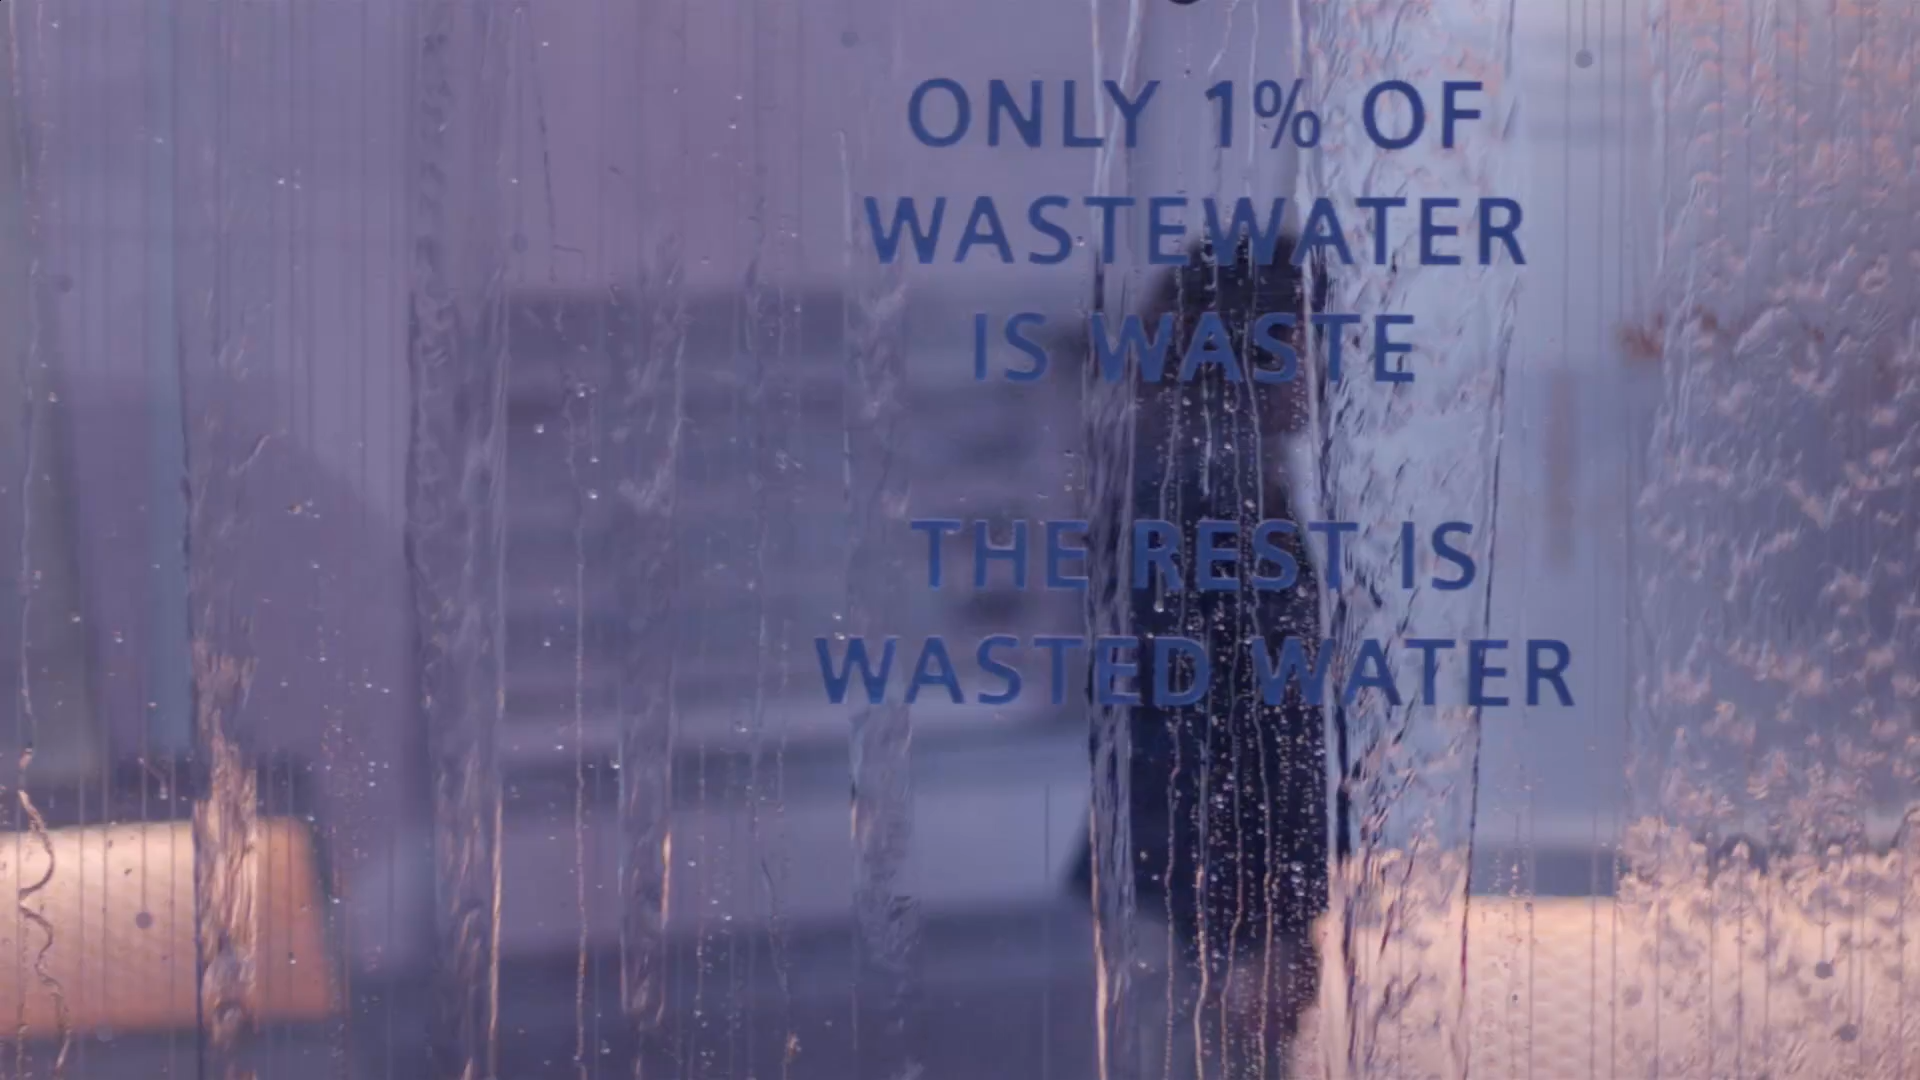 ONLY 1% OF
WASTEWATER
IS WASTE
THE REST IS
WASTED WATER